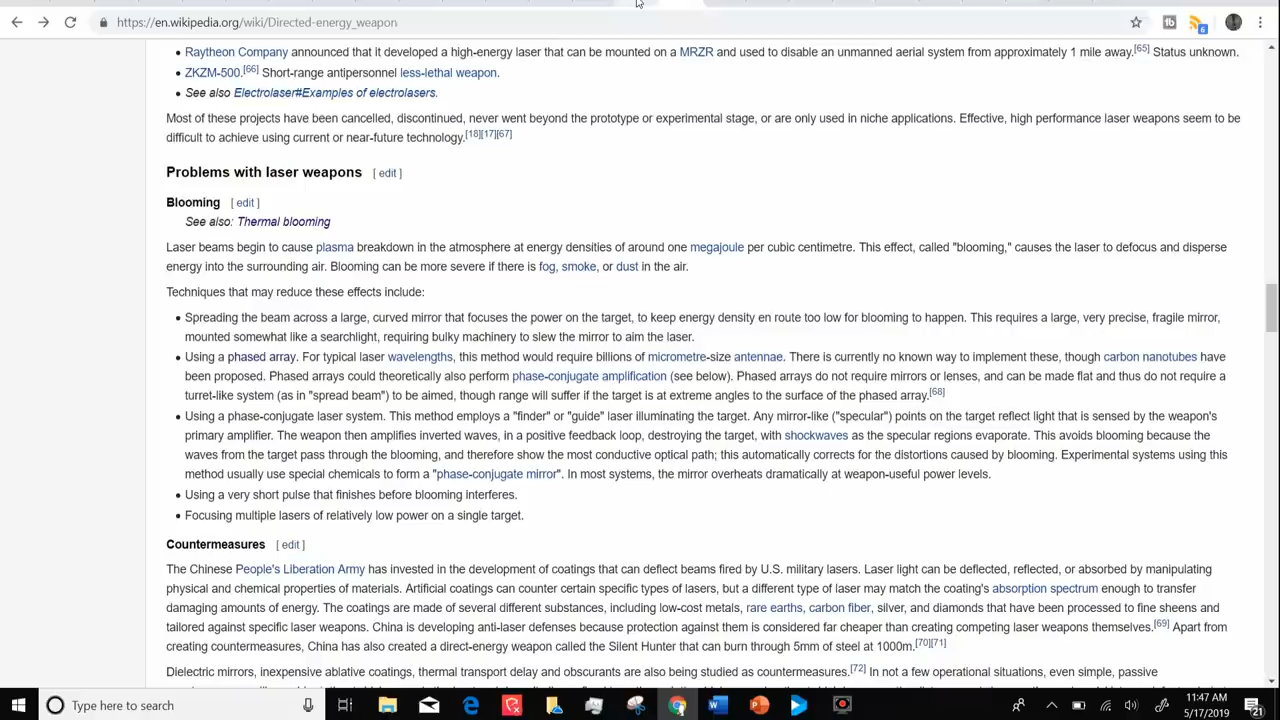 https://en.wikipedia.org/wiki/Directed-energy_weapon
6
Raytheon Company announced that it developed a high-energy laser that can be mounted on a MRZR and used to disable an unmanned aerial system from approximately 1 mile away.[65] Status unknown.
ZKZM-500.[66] Short-range antipersonnel less-lethal weapon.
See also Electrolaser#Examples of electrolasers.
Most of these projects have been cancelled, discontinued, never went beyond the prototype or experimental stage, or are only used in niche applications. Effective, high performance laser weapons seem to be
difficult to achieve using current or near-future technology.[18][17][67]
Problems with laser weapons [ edit ]
Blooming [ edit ]
See also: Thermal blooming
Laser beams begin to cause plasma breakdown in the atmosphere at energy densities of around one megajoule per cubic centimetre. This effect, called "blooming," causes the laser to defocus and disperse
energy into the surrounding air. Blooming can be more severe if there is fog, smoke, or dust in the air.
Techniques that may reduce these effects include:
Spreading the beam across a large, curved mirror that focuses the power on the target, to keep energy density en route too low for blooming to happen. This requires a large, very precise, fragile mirror,
mounted somewhat like a searchlight, requiring bulky machinery to slew the mirror to aim the laser.
Using a phased array. For typical laser wavelengths, this method would require billions of micrometre-size antennae. There is currently no known way to implement these, though carbon nanotubes have
been proposed. Phased arrays could theoretically also perform phase-conjugate amplification (see below). Phased arrays do not require mirrors or lenses, and can be made flat and thus do not require a
turret-like system (as in "spread beam") to be aimed, though range will suffer if the target is at extreme angles to the surface of the phased array.[68]
Using a phase-conjugate laser system. This method employs a "finder" or "guide" laser illuminating the target. Any mirror-like ("specular") points on the target reflect light that is sensed by the weapon's
primary amplifier. The weapon then amplifies inverted waves, in a positive feedback loop, destroying the target, with shockwaves as the specular regions evaporate. This avoids blooming because the
waves from the target pass through the blooming, and therefore show the most conductive optical path; this automatically corrects for the distortions caused by blooming. Experimental systems using this
method usually use special chemicals to form a "phase-conjugate mirror". In most systems, the mirror overheats dramatically at weapon-useful power levels.
Using a very short pulse that finishes before blooming interferes.
Focusing multiple lasers of relatively low power on a single target.
Countermeasures [ edit ]
The Chinese People's Liberation Army has invested in the development of coatings that can deflect beams fired by U.S. military lasers. Laser light can be deflected, reflected, or absorbed by manipulating
physical and chemical properties of materials. Artificial coatings can counter certain specific types of lasers, but a different type of laser may match the coating's absorption spectrum enough to transfer
damaging amounts of energy. The coatings are made of several different substances, including low-cost metals, rare earths, carbon fiber, silver, and diamonds that have been processed to fine sheens and
tailored against specific laser weapons. China is developing anti-laser defenses because protection against them is considered far cheaper than creating competing laser weapons themselves.[69] Apart from
creating countermeasures, China has also created a direct-energy weapon called the Silent Hunter that can burn through 5mm of steel at 1000m.[70][71]
Dielectric mirrors, inexpensive ablative coatings, thermal transport delay and obscurants are also being studied as countermeasures.[72] In not a few operational situations, even simple, passive
Type here to search
11:47 AM
5/17/2019
21